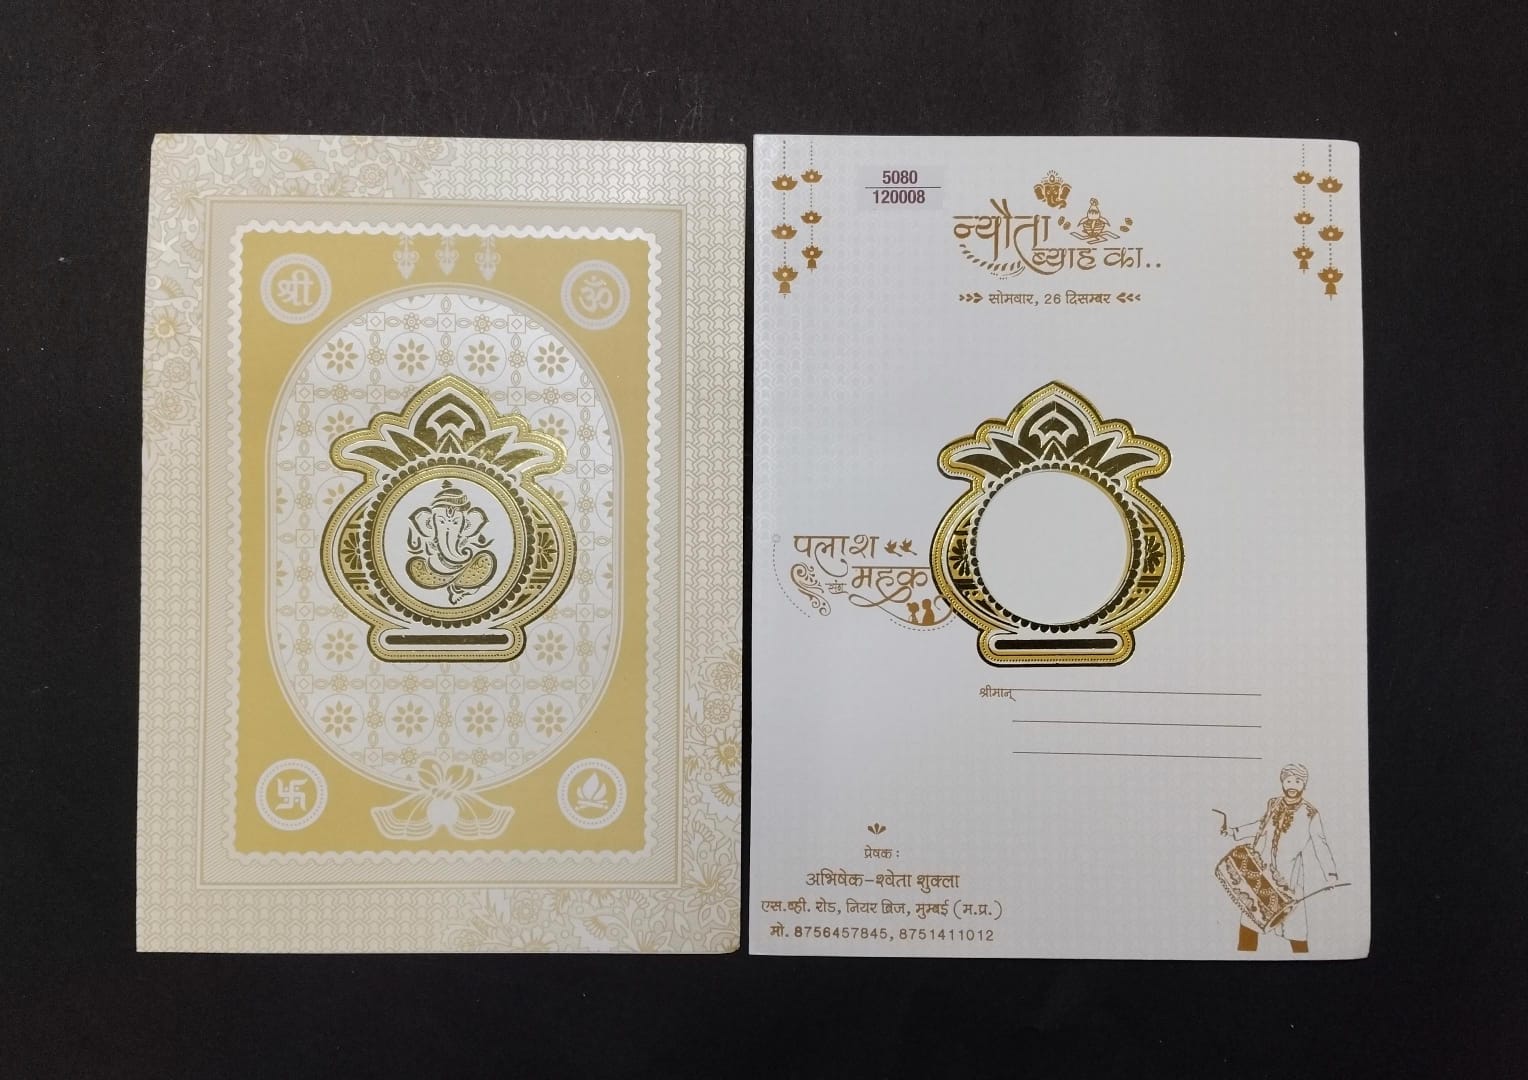 श्री
ॐ
5080
120008
न्यौता
ब्याह का..
सोमवार, 26 दिसम्बर
पलाश
संग
महक
श्रीमान्
प्रेषक :
अभिषेक-श्वेता शुक्ला
एस.व्ही. रोड, नियर ब्रिज, मुम्बई (म.प्र.)
मो. 8756457845, 8751411012